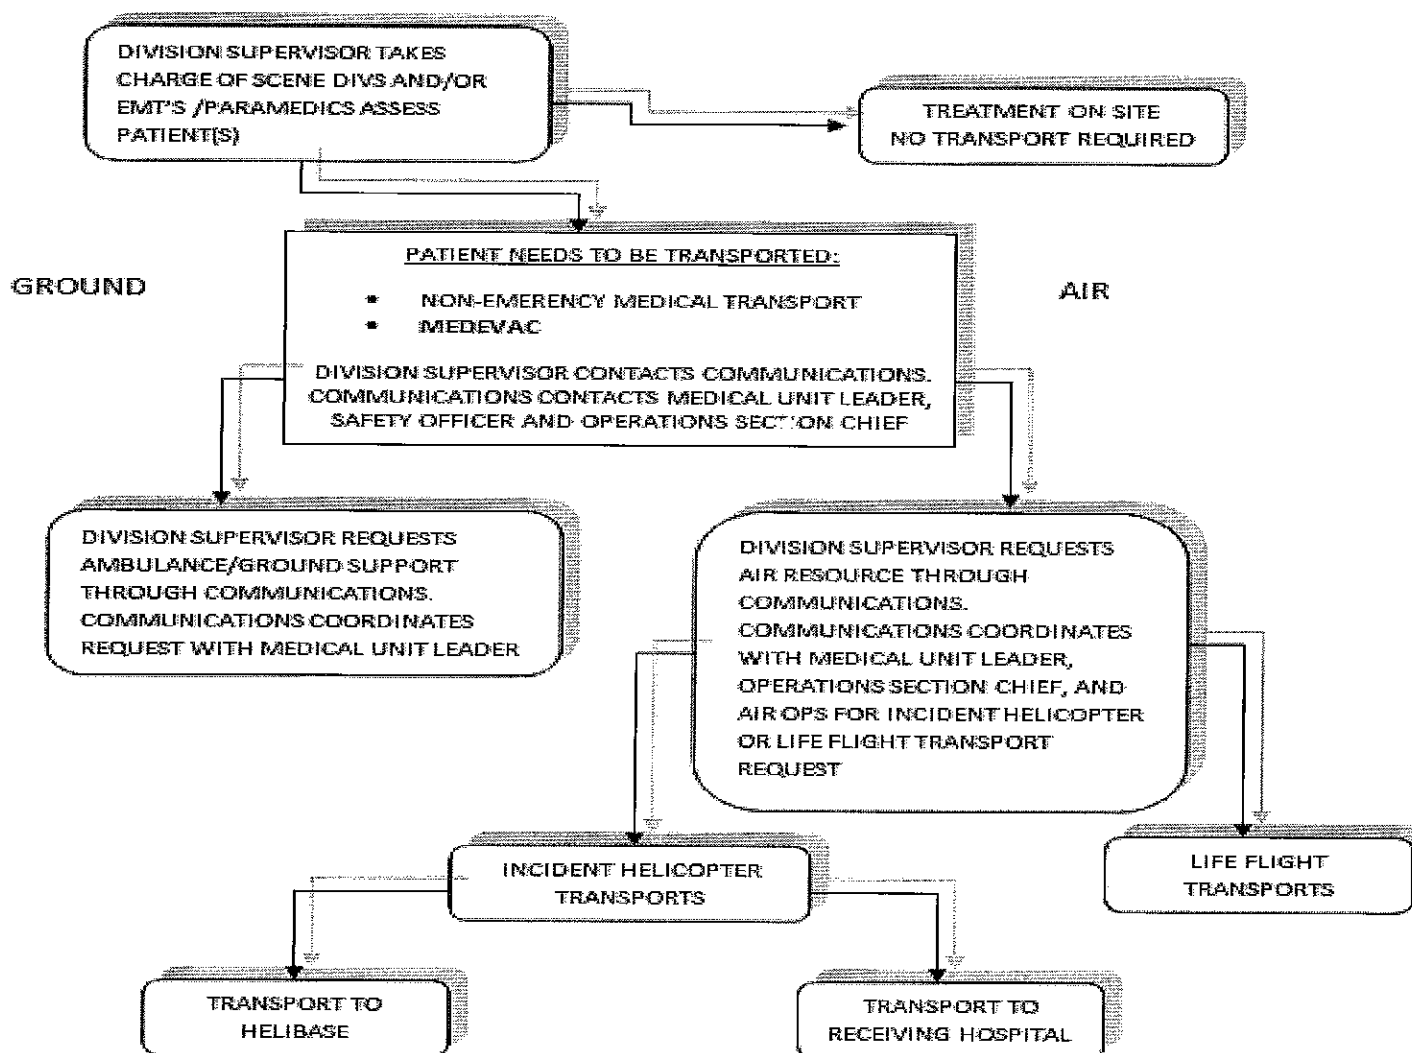 DIVISION SUPERVISOR TAKES
CHARGE OF SCENE DIVS AND/OR
EMT'S /PARAMEDICS ASSESS
PATIENT(S)
TREATMENT ON SITE
NO TRANSPORT REQUIRED
PATIENT NEEDS TO BE TRANSPORTED:
GROUND
AIR
• NON-EMERENCY MEDICAL TRANSPORT
• MEDEVAC
DIVISION SUPERVISOR CONTACTS COMMUNICATIONS.
COMMUNICATIONS CONTACTS MEDICAL UNIT LEADER,
SAFETY OFFICER AND OPERATIONS SECTION CHIEF
DIVISION SUPERVISOR REQUESTS
AMBULANCE/GROUND SUPPORT
THROUGH COMMUNICATIONS.
COMMUNICATIONS COORDINATES
REQUEST WITH MEDICAL UNIT LEADER
DIVISION SUPERVISOR REQUESTS
AIR RESOURCE THROUGH
COMMUNICATIONS.
COMMUNICATIONS COORDINATES
WITH MEDICAL UNIT LEADER,
OPERATIONS SECTION CHIEF, AND
AIR OPS FOR INCIDENT HELICOPTER
OR LIFE FLIGHT TRANSPORT
REQUEST
INCIDENT HELICOPTER
TRANSPORTS
LIFE FLIGHT
TRANSPORTS
TRANSPORT TO
HELIBASE
TRANSPORT TO
RECEIVING HOSPITAL